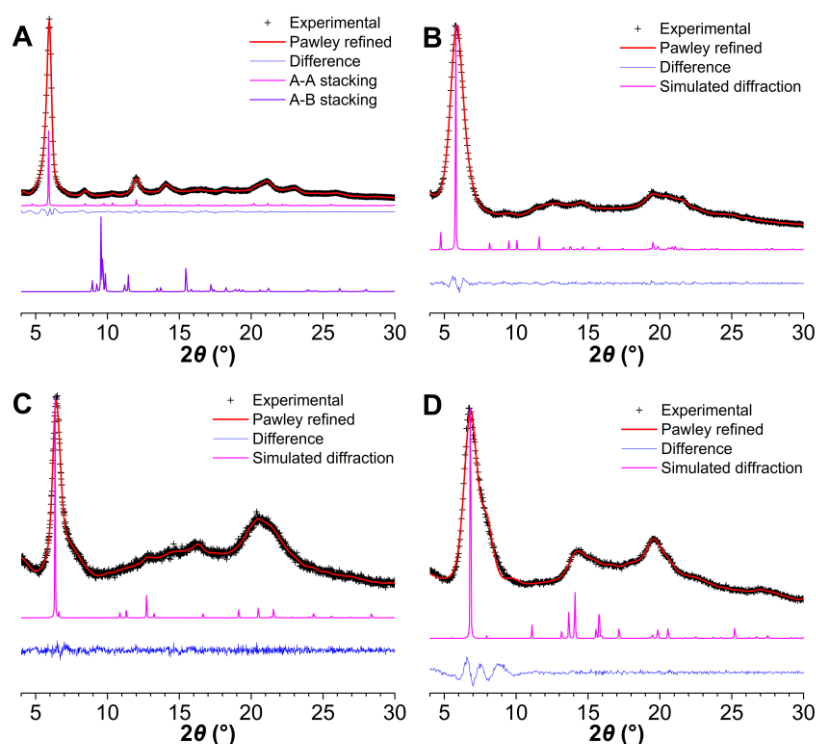 A
Experimental
Pawley refined
Difference
A-A stacking
A-B stacking
5 10 15 20 25 30
2θ (°)
B
Experimental
Pawley refined
Difference
Simulated diffraction
5 10 15 20 25 30
2θ (°)
C
Experimental
Pawley refined
Difference
Simulated diffraction
5 10 15 20 25 30
2θ (°)
D
Experimental
Pawley refined
Difference
Simulated diffraction
5 10 15 20 25 30
2θ (°)